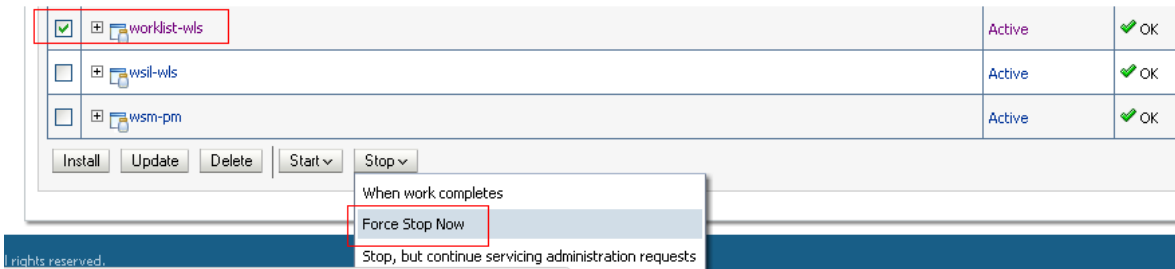 worklist-wls Active OK
wsil-wls Active OK
wsm-pm Active OK
Install Update Delete Start Stop
When work completes
Force Stop Now
Stop, but continue servicing administration requests
l rights reserved.